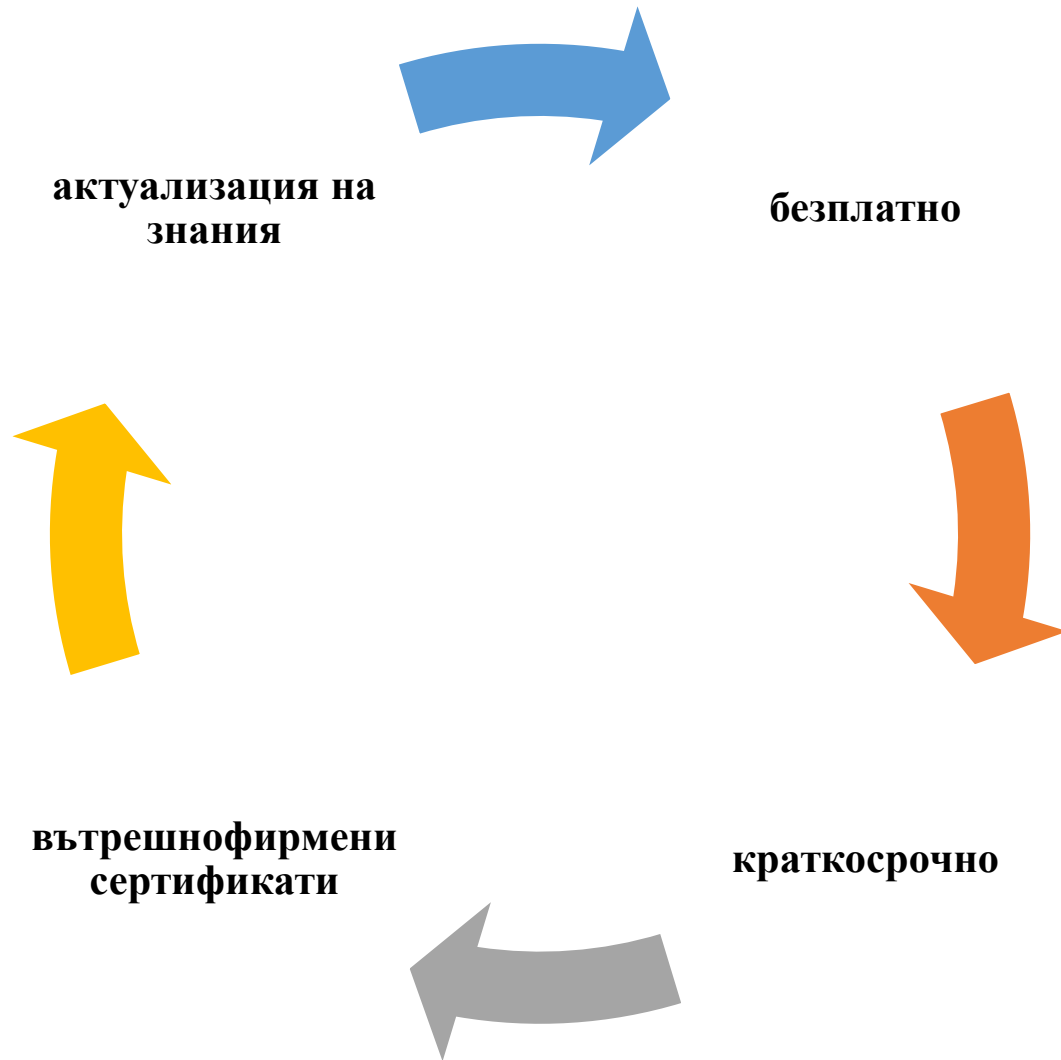 актуализация на
знания
безплатно
вътрешнофирмени
сертификати
краткосрочно